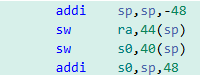 addi sp,sp,-48
sw ra,44(sp)
sw s0,40(sp)
addi s0,sp,48